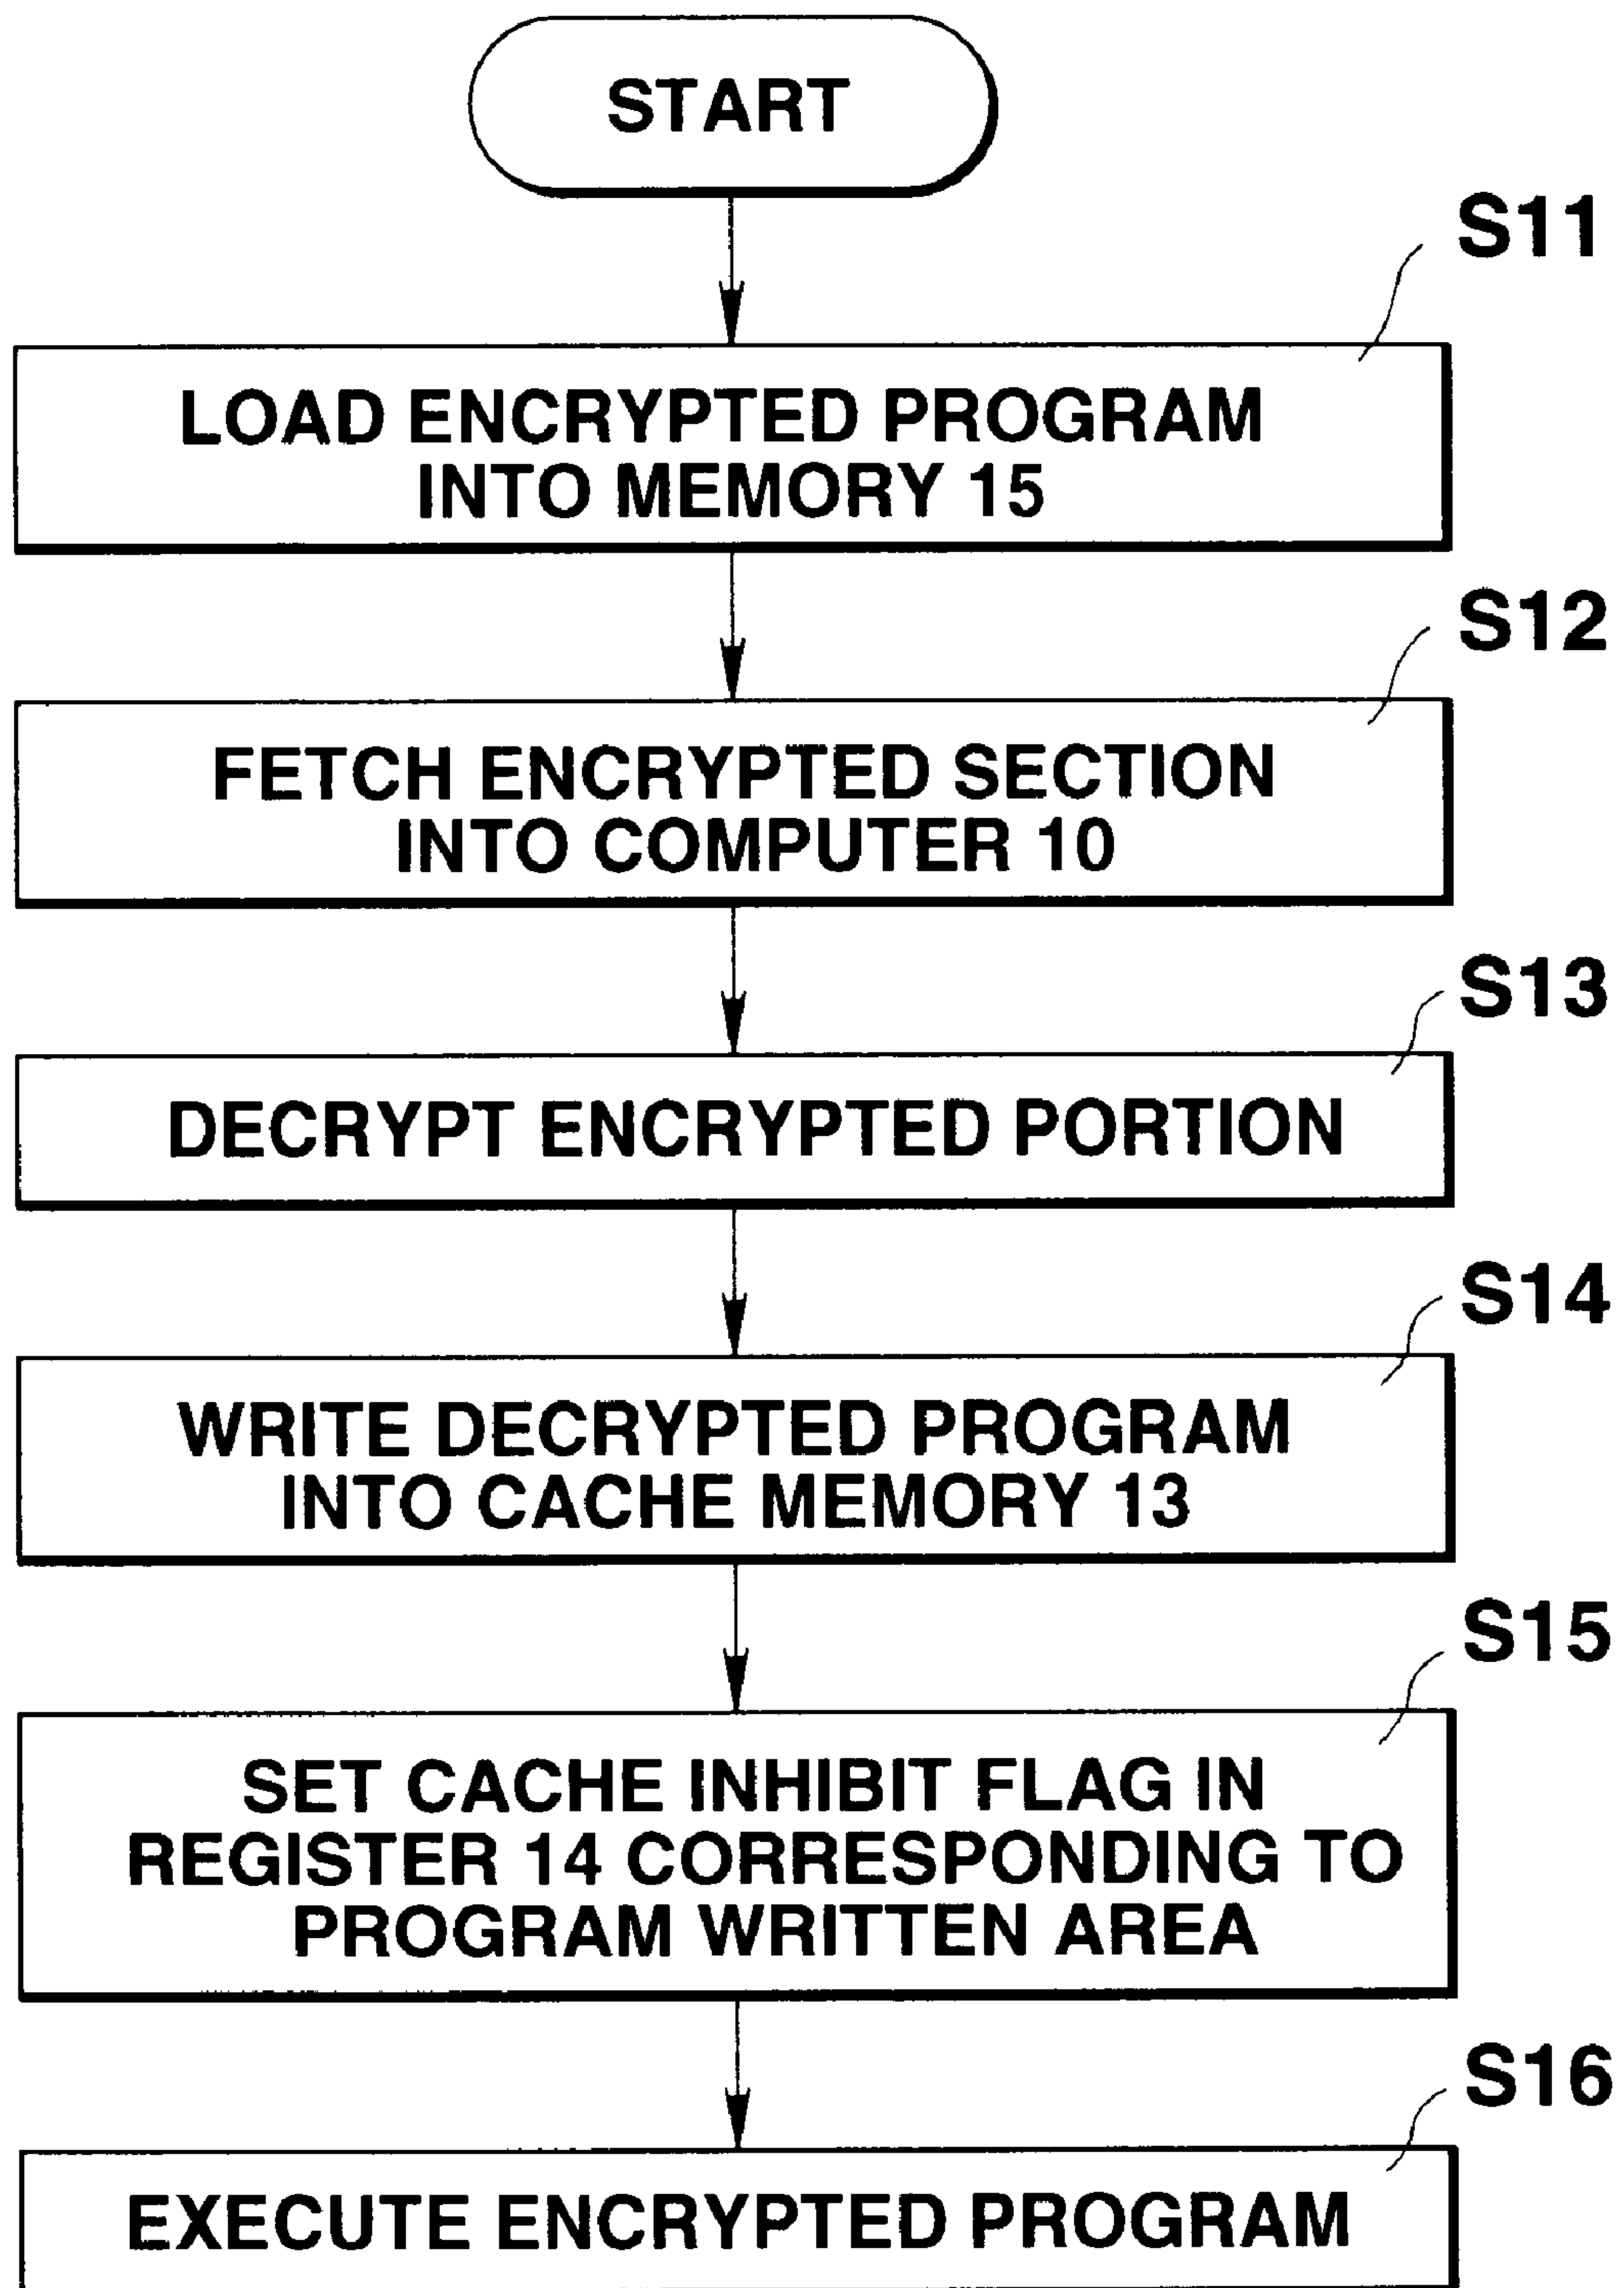 START
S11
LOAD ENCRYPTED PROGRAM
INTO MEMORY 15
S12
FETCH ENCRYPTED SECTION
INTO COMPUTER 10
S13
DECRYPT ENCRYPTED PORTION
S14
WRITE DECRYPTED PROGRAM
INTO CACHE MEMORY 13
S15
SET CACHE INHIBIT FLAG IN
REGISTER 14 CORRESPONDING TO
PROGRAM WRITTEN AREA
S16
EXECUTE ENCRYPTED PROGRAM